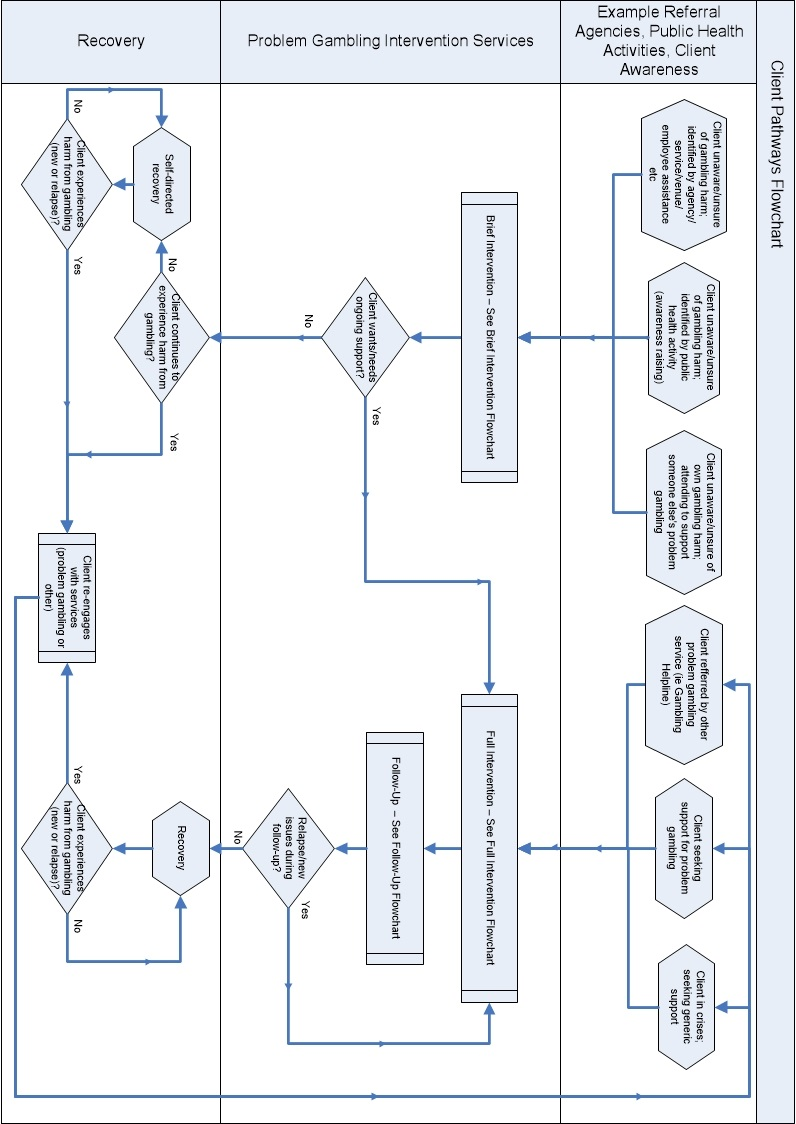 Client Pathways Flowchart
Example Referral
Agencies, Public Health
Activities, Client
Awareness
Client unaware/unsure
of gambling harm;
identified by agency/
service/venue/
employee assistance
etc
Client unaware/unsure
of gambling harm;
identified by public
health activity
(awareness raising)
Client unaware/unsure of
own gambling harm;
attending to support
someone else's problem
gambling
Client refferred by other
problem gambling
service (ie Gambling
Helpline)
Client seeking
support for problem
gambling
Client in crises;
seeking generic
support
Problem Gambling Intervention Services
Brief Intervention – See Brief Intervention Flowchart
Client wants/needs
ongoing support?
No
Yes
Full Intervention – See Full Intervention Flowchart
Follow-Up – See Follow-Up Flowchart
Relapse/new
issues during
follow-up?
No
Yes
Recovery
Client continues to
experience harm from
gambling?
No
Yes
Self-directed
recovery
Client experiences
harm from gambling
(new or relapse)?
No
Yes
Client re-engages
with services
(problem gambling or
other)
Recovery
Client experiences
harm from gambling
(new or relapse)?
Yes
No